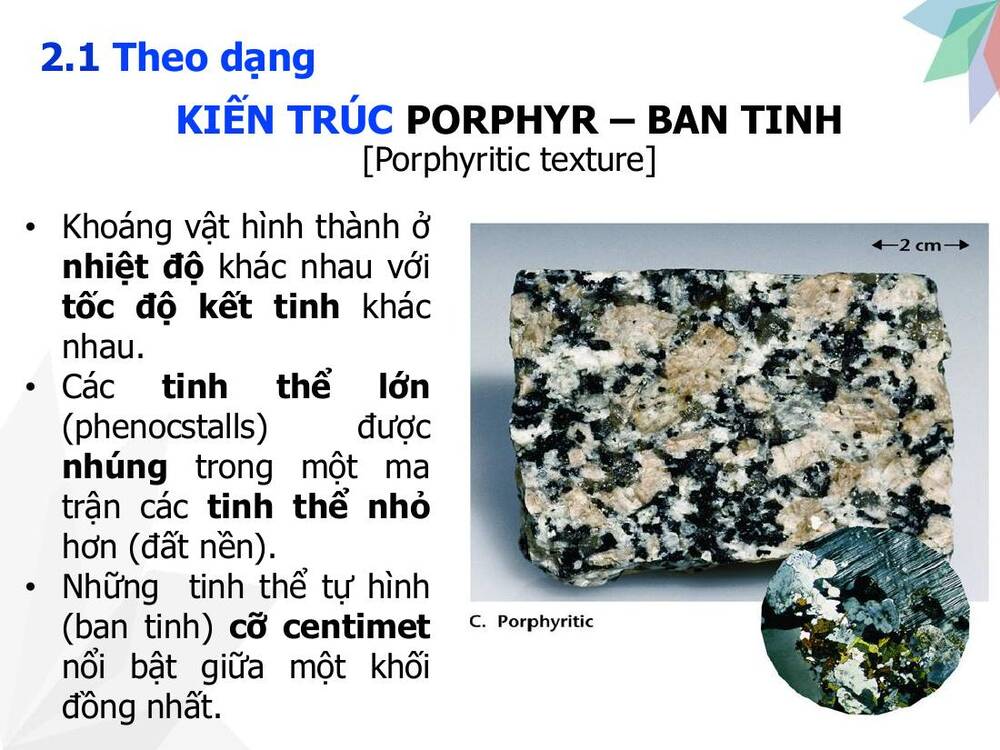 2.1 Theo dạng
KIẾN TRÚC PORPHYR – BAN TINH
[Porphyritic texture]
• Khoáng vật hình thành ở
nhiệt độ khác nhau với
tốc độ kết tinh khác
nhau.
• Các tinh thể lớn
(phenocstalls) được
nhúng trong một ma
trận các tinh thể nhỏ
hơn (đất nền).
• Những tinh thể tự hình
(ban tinh) cỡ centimet
nổi bật giữa một khối
đồng nhất.
2 cm
C. Porphyritic